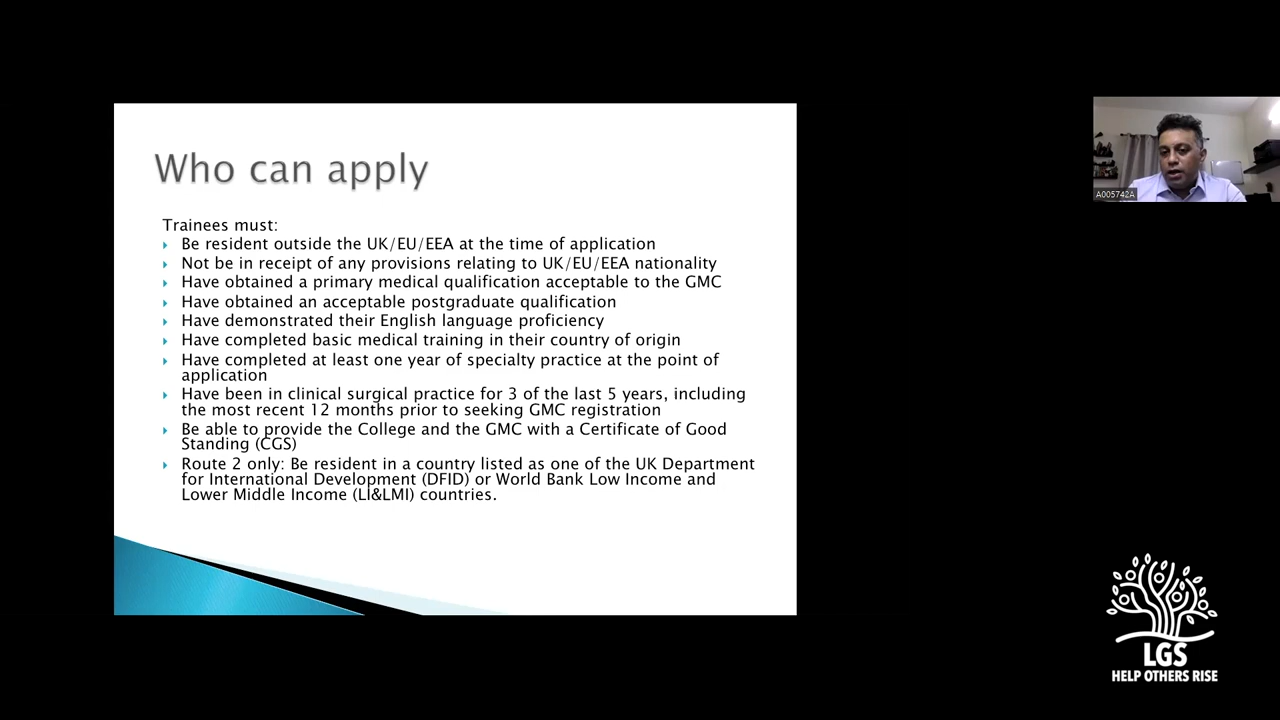 Who can apply
Trainees must:
Be resident outside the UK/EU/EEA at the time of application
Not be in receipt of any provisions relating to UK/EU/EEA nationality
Have obtained a primary medical qualification acceptable to the GMC
Have obtained an acceptable postgraduate qualification
Have demonstrated their English language proficiency
Have completed basic medical training in their country of origin
Have completed at least one year of specialty practice at the point of
application
Have been in clinical surgical practice for 3 of the last 5 years, including
the most recent 12 months prior to seeking GMC registration
Be able to provide the College and the GMC with a Certificate of Good
Standing (CGS)
Route 2 only: Be resident in a country listed as one of the UK Department
for International Development (DFID) or World Bank Low Income and
Lower Middle Income (LI&LMI) countries.
A005742A
LGS
HELP OTHERS RISE